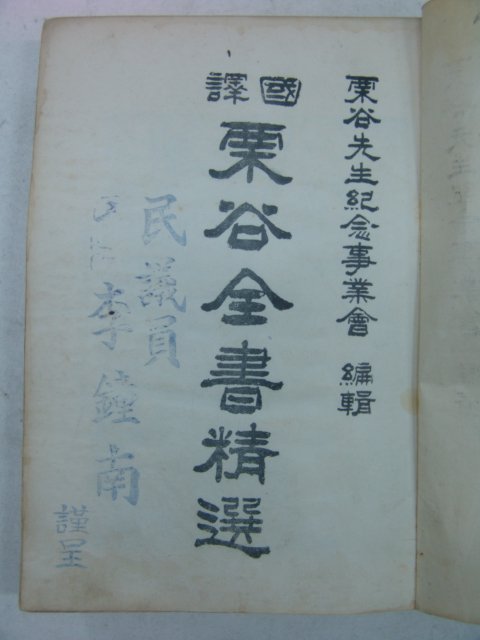 栗谷先生紀念事業會 編輯
國譯
栗谷全書精選
民議員
李鐘南
謹呈